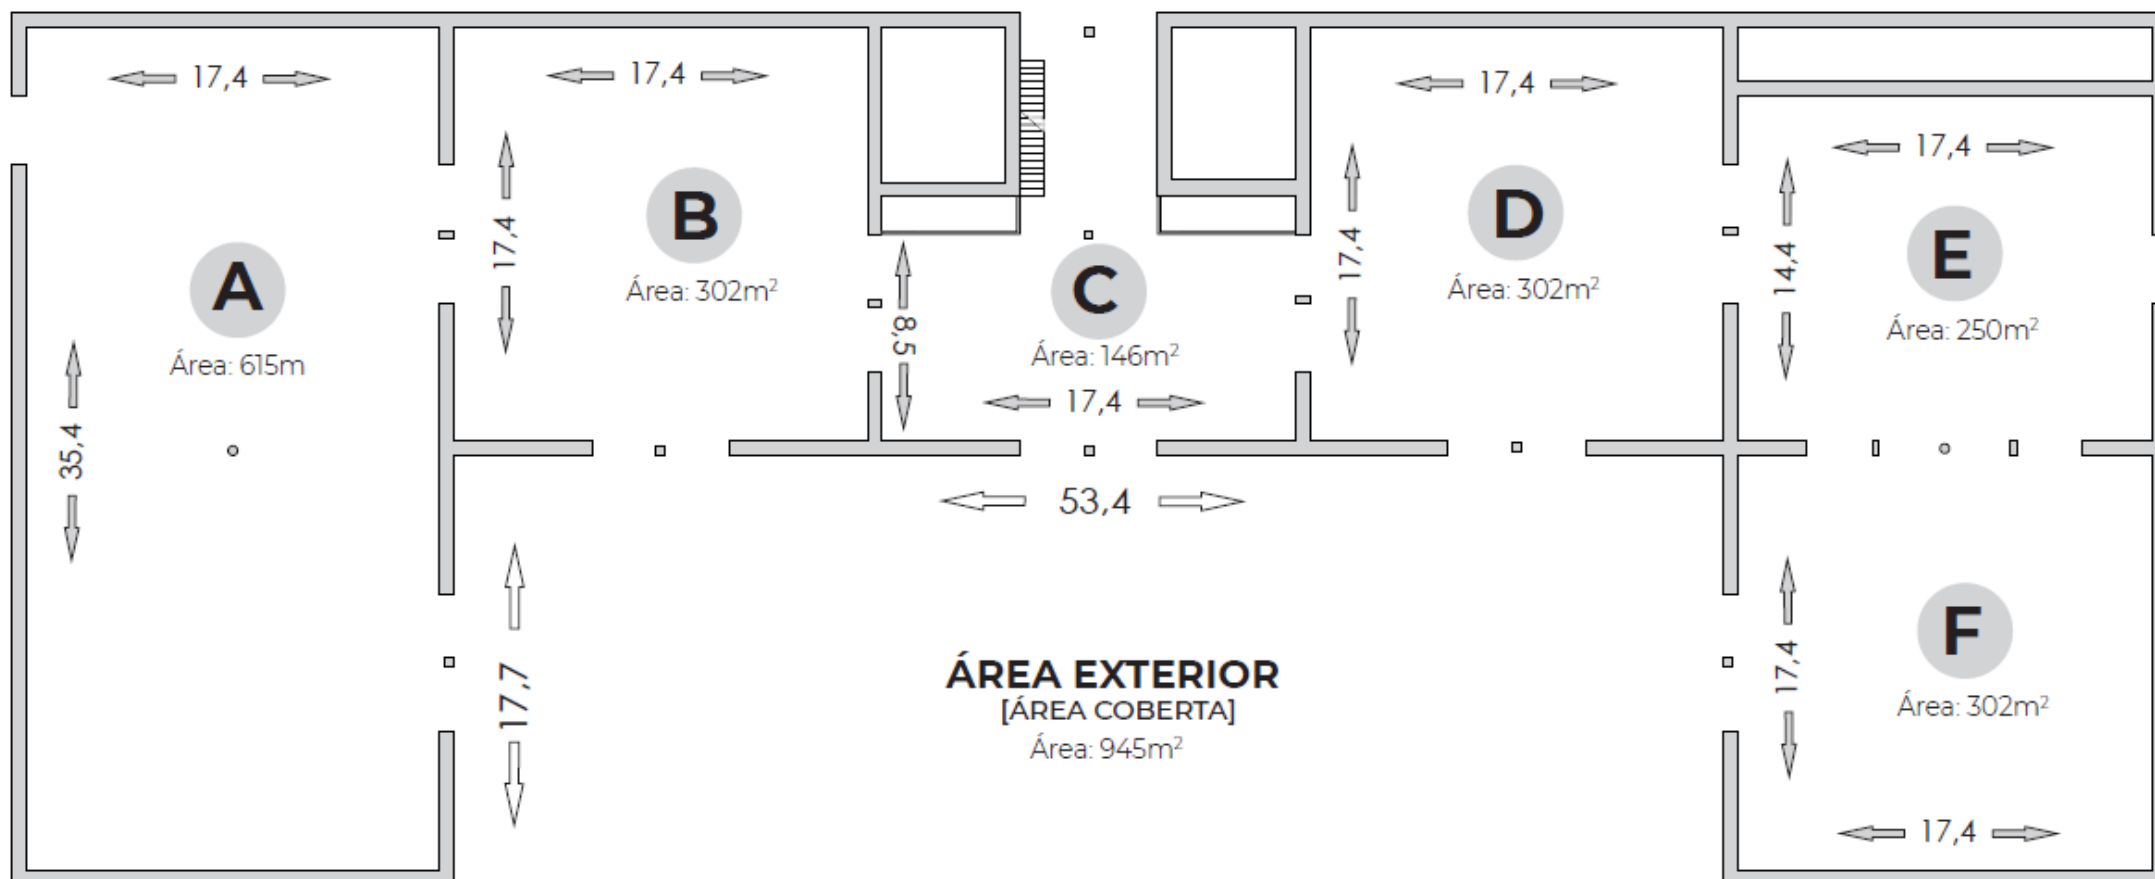 17,4
35,4
A
Área: 615m
17,4
17,4
B
Área: 302m²
8,5
C
Área: 146m²
17,4
17,4
17,4
D
Área: 302m²
17,4
14,4
E
Área: 250m²
53,4
17,7
ÁREA EXTERIOR
[ÁREA COBERTA]
Área: 945m²
17,4
F
Área: 302m²
17,4